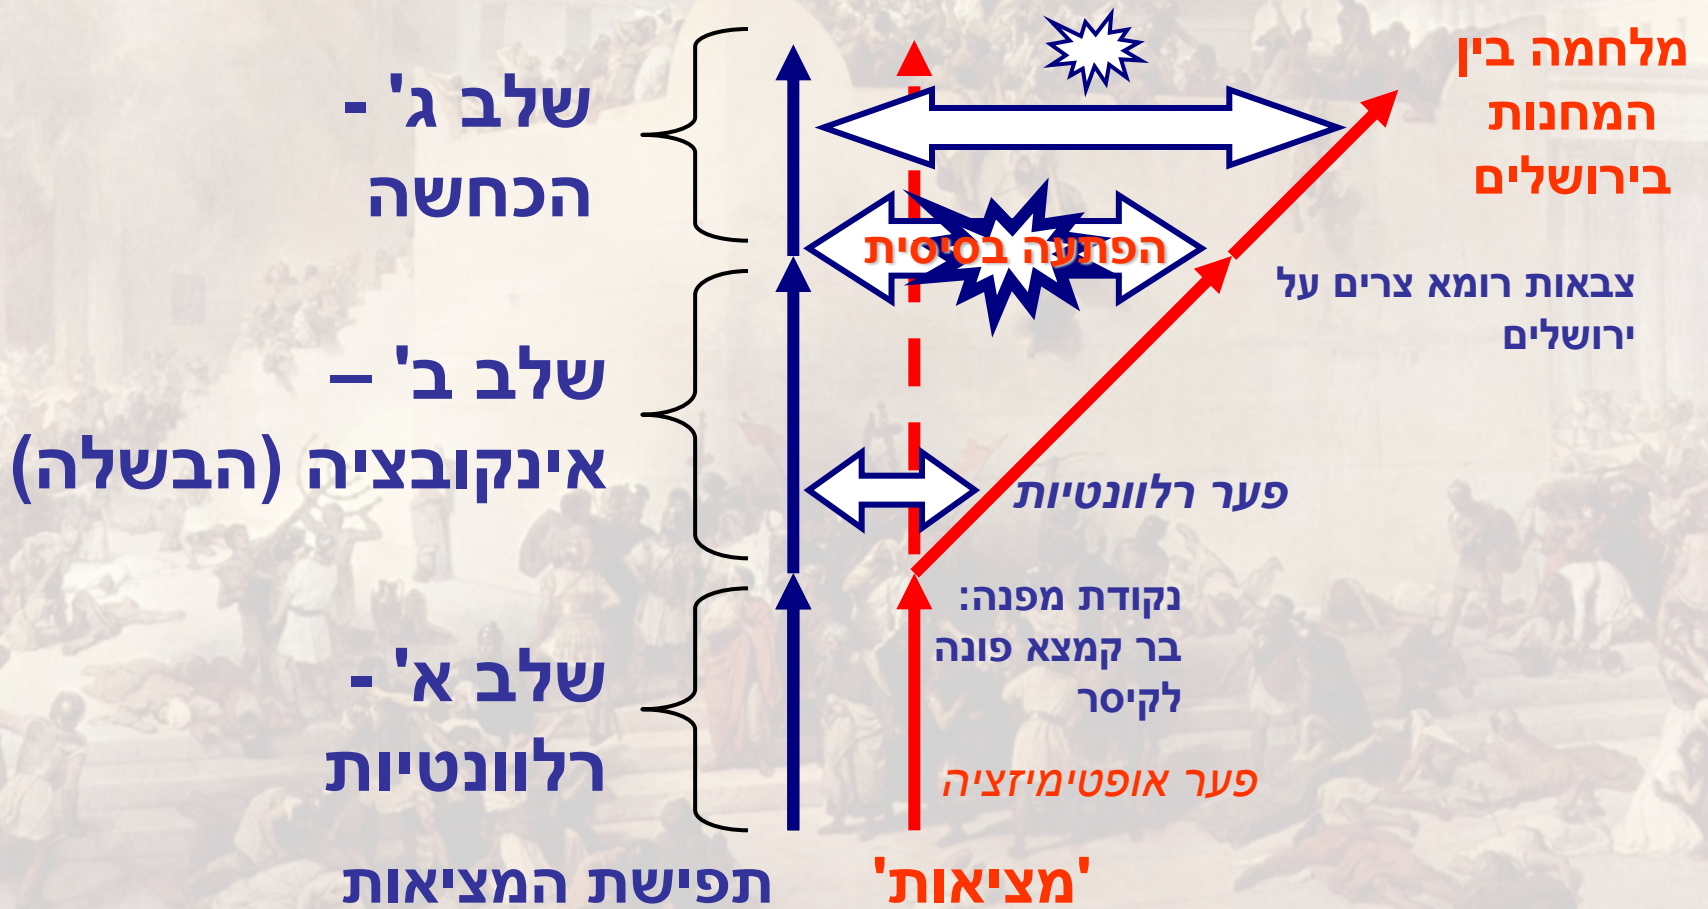 מלחמה בין
המחנות
בירושלים
שלב ג' -
הכחשה
הפתעה בסיסית
צבאות רומא צרים על
ירושלים
שלב ב' –
אינקובציה (הבשלה)
פער רלוונטיות
נקודת מפנה:
בר קמצא פונה
לקיסר
שלב א' -
רלוונטיות
פער אופטימיזציה
'מציאות'
תפישת המציאות